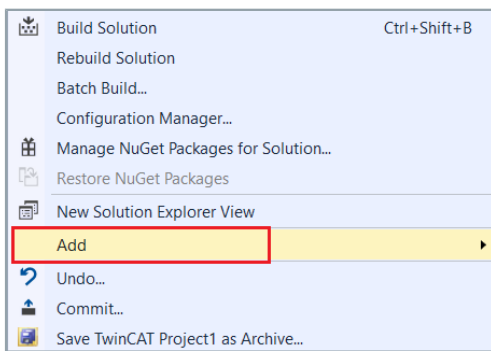 Build Solution Ctrl+Shift+B
Rebuild Solution
Batch Build...
Configuration Manager...
Manage NuGet Packages for Solution...
Restore NuGet Packages
New Solution Explorer View
Add
Undo...
Commit...
Save TwinCAT Project1 as Archive...